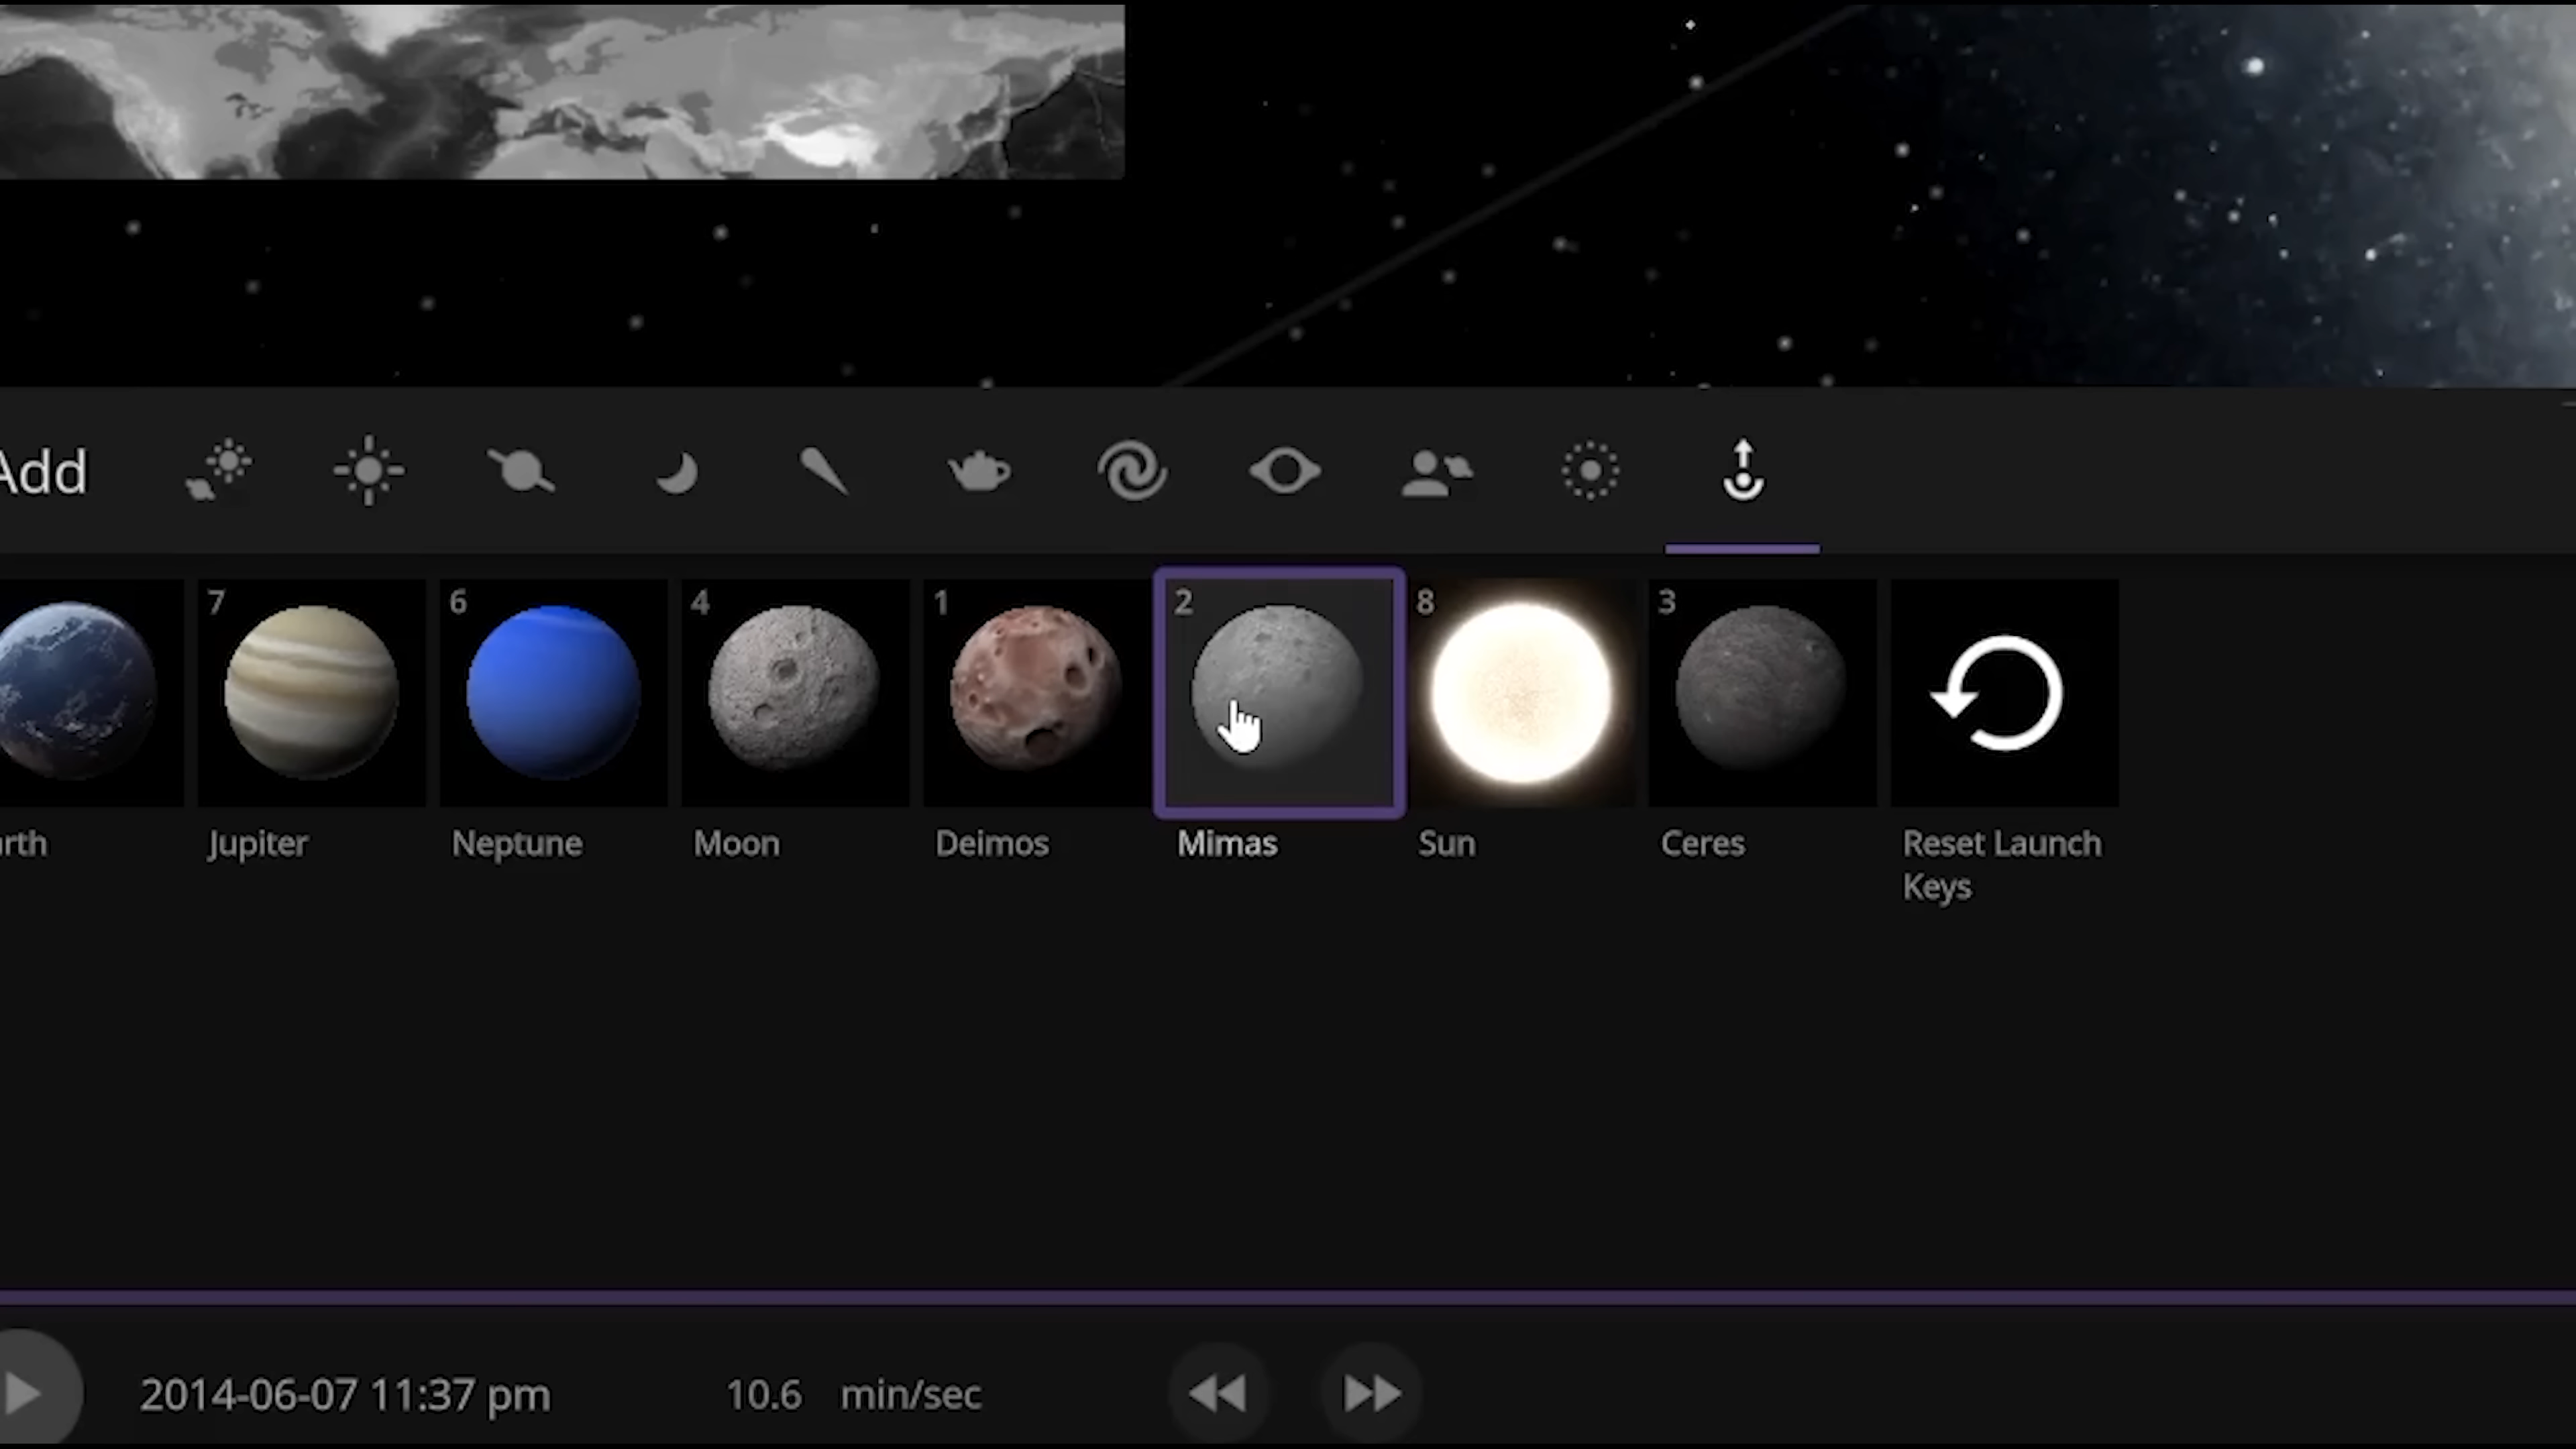 Add
7
6
4
1
2
8
3
rth
Jupiter
Neptune
Moon
Deimos
Mimas
Sun
Ceres
Reset Launch
Keys
2014-06-07 11:37 pm
10.6 min/sec